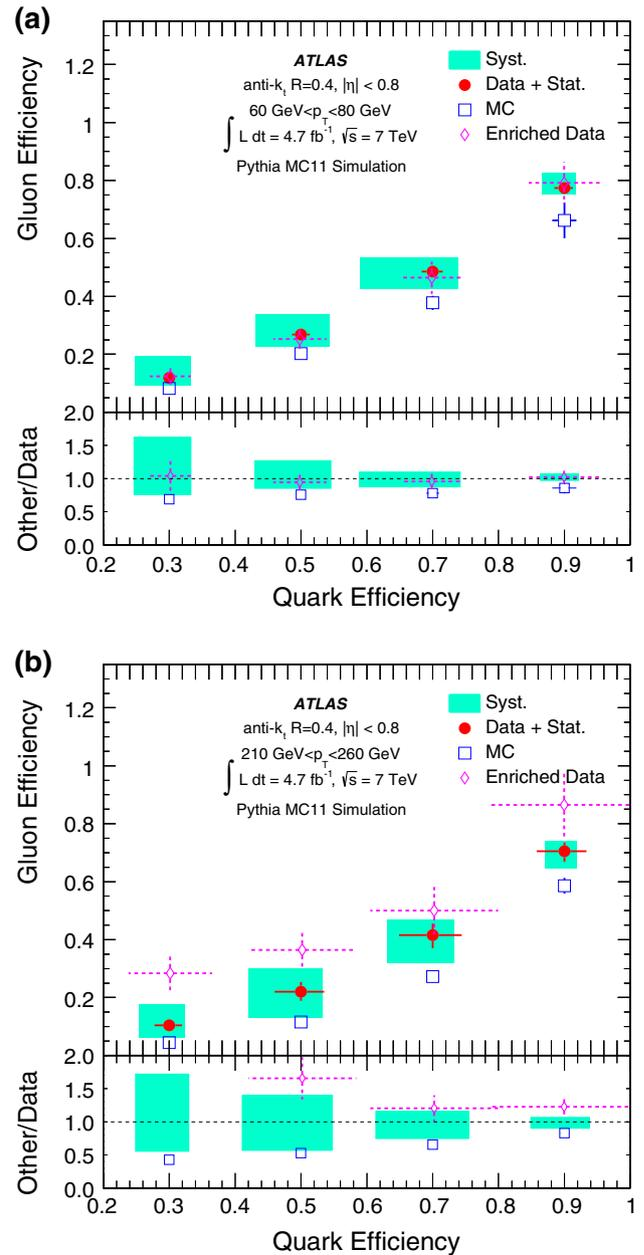 (a)
ATLAS
anti-kt R=0.4, |η| < 0.8
60 GeV<pT<80 GeV
∫ L dt = 4.7 fb-1, √s = 7 TeV
Pythia MC11 Simulation
Syst.
Data + Stat.
MC
Enriched Data
Gluon Efficiency
1.2
1
0.8
0.6
0.4
0.2
Other/Data
2.0
1.5
1.0
0.5
0.0
0.2 0.3 0.4 0.5 0.6 0.7 0.8 0.9 1
Quark Efficiency
(b)
ATLAS
anti-kt R=0.4, |η| < 0.8
210 GeV<pT<260 GeV
∫ L dt = 4.7 fb-1, √s = 7 TeV
Pythia MC11 Simulation
Syst.
Data + Stat.
MC
Enriched Data
Gluon Efficiency
1.2
1
0.8
0.6
0.4
0.2
Other/Data
2.0
1.5
1.0
0.5
0.0
0.2 0.3 0.4 0.5 0.6 0.7 0.8 0.9 1
Quark Efficiency